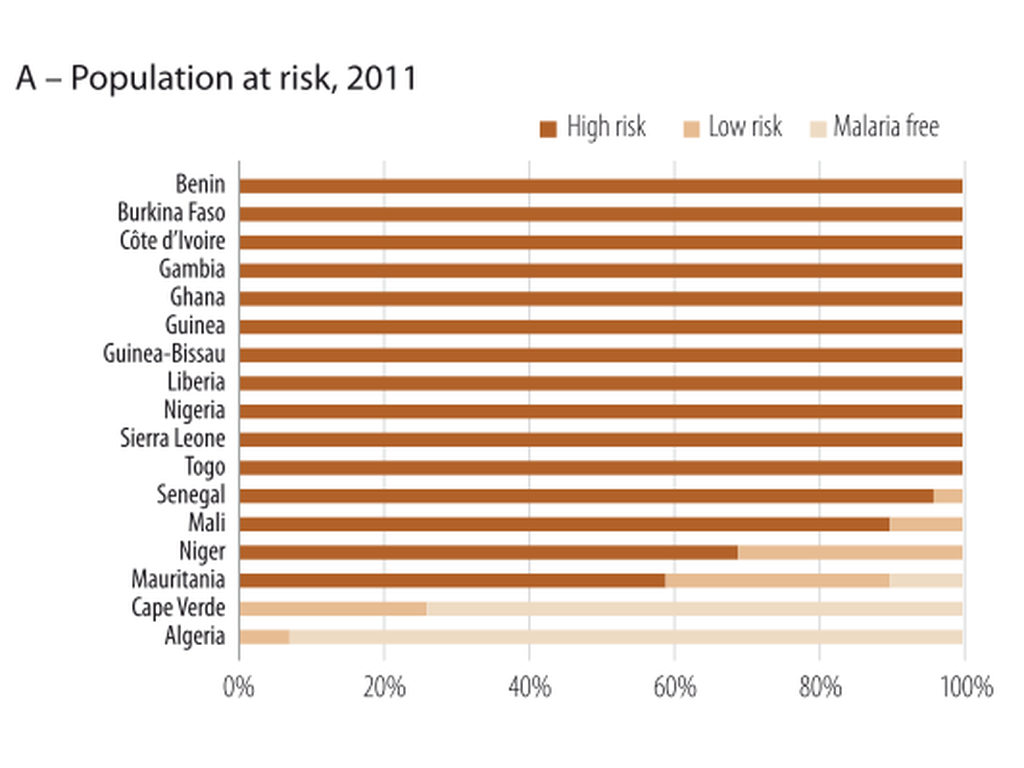 A – Population at risk, 2011
High risk Low risk Malaria free
Benin
Burkina Faso
Côte d’Ivoire
Gambia
Ghana
Guinea
Guinea-Bissau
Liberia
Nigeria
Sierra Leone
Togo
Senegal
Mali
Niger
Mauritania
Cape Verde
Algeria
0% 20% 40% 60% 80% 100%